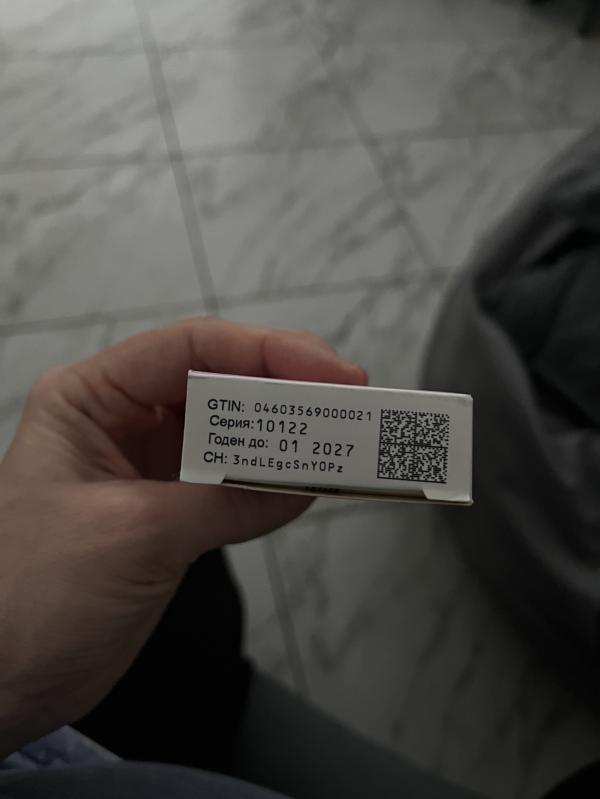 GTIN: 04603569000021
Серия: 10122
Годен до: 01 2027
СН: 3ndLEgcSnYOPz